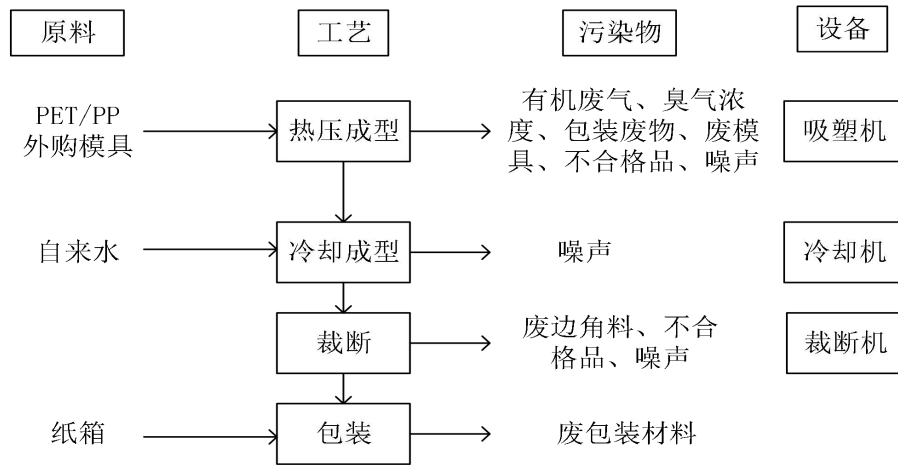 原料
工艺
污染物
设备
PET/PP
外购模具
热压成型
有机废气、臭气浓
度、包装废物、废模
具、不合格品、噪声
吸塑机
自来水
冷却成型
噪声
冷却机
裁断
废边角料、不合
格品、噪声
裁断机
纸箱
包装
废包装材料